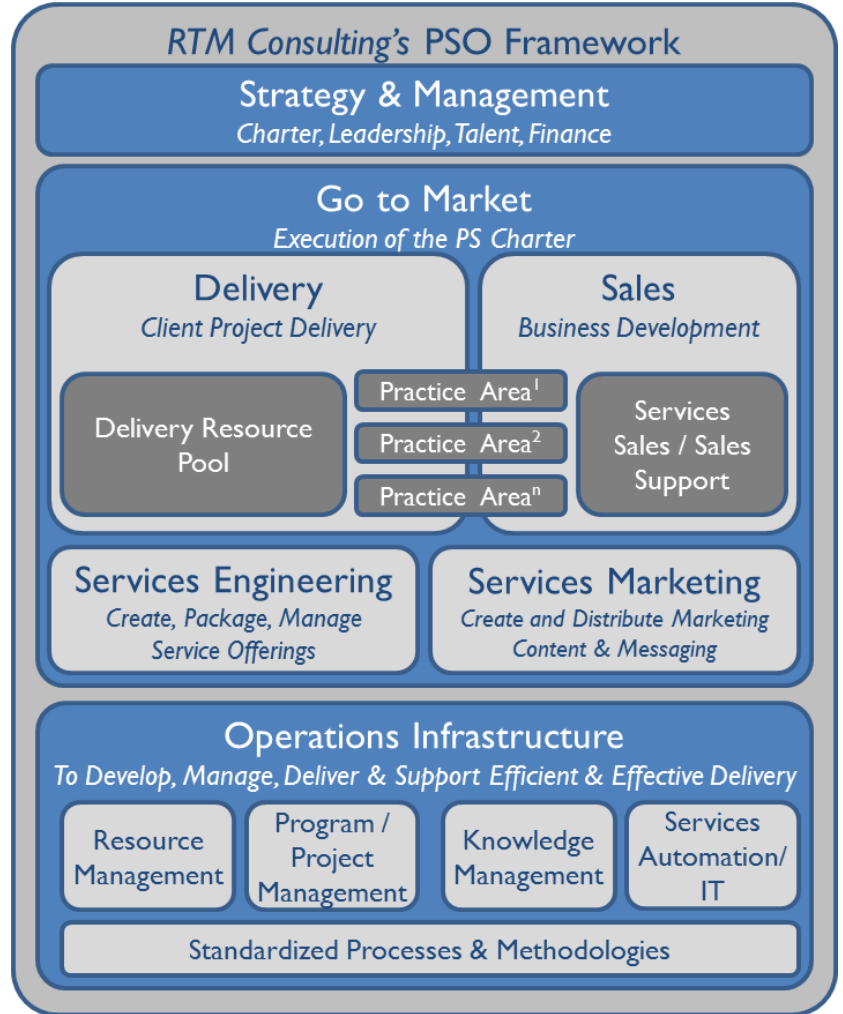 RTM Consulting's PSO Framework
Strategy & Management
Charter, Leadership, Talent, Finance
Go to Market
Execution of the PS Charter
Delivery
Client Project Delivery
Sales
Business Development
Delivery Resource
Pool
Practice Area¹
Practice Area²
Practice Areaⁿ
Services
Sales / Sales
Support
Services Engineering
Create, Package, Manage
Service Offerings
Services Marketing
Create and Distribute Marketing
Content & Messaging
Operations Infrastructure
To Develop, Manage, Deliver & Support Efficient & Effective Delivery
Resource
Management
Program /
Project
Management
Knowledge
Management
Services
Automation/
IT
Standardized Processes & Methodologies